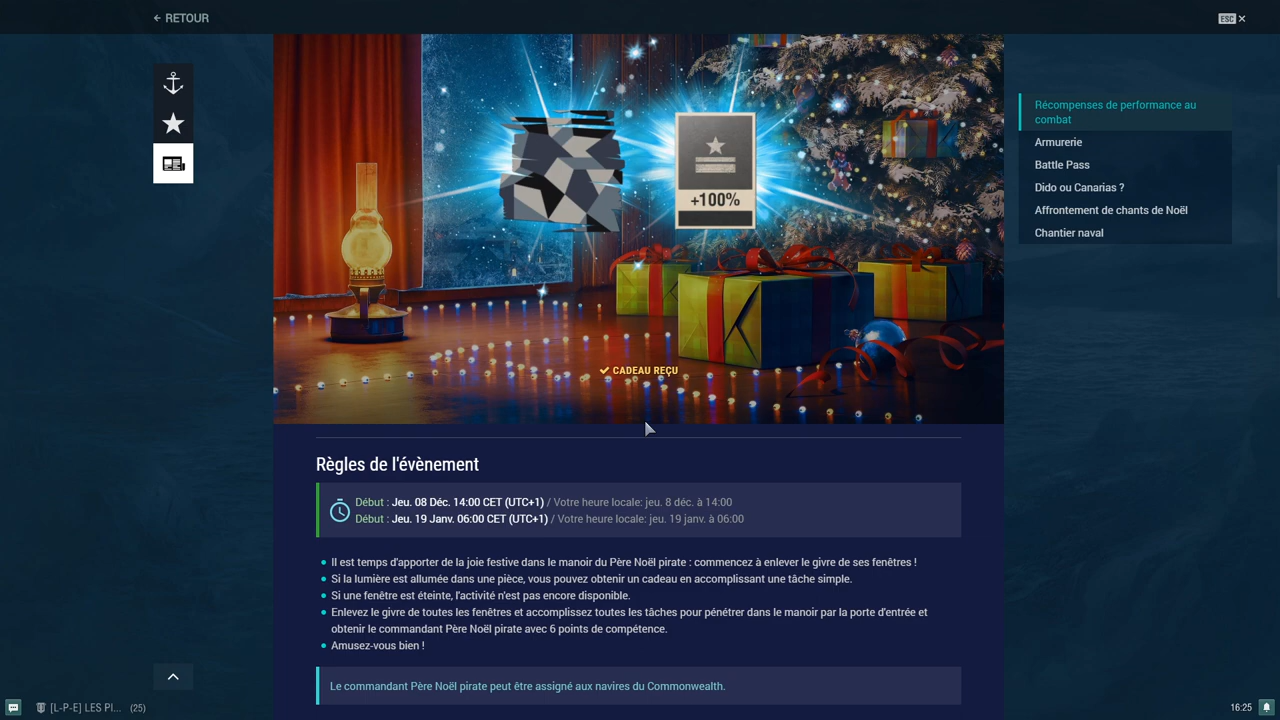 ← RETOUR
ESC ×
Récompenses de performance au
combat
Armurerie
Battle Pass
Dido ou Canarias ?
Affrontement de chants de Noël
Chantier naval
+100%
CADEAU REÇU
Règles de l'évènement
Début : Jeu. 08 Déc. 14:00 CET (UTC+1) / Votre heure locale: jeu. 8 déc. à 14:00
Début : Jeu. 19 Janv. 06:00 CET (UTC+1) / Votre heure locale: jeu. 19 janv. à 06:00
• Il est temps d'apporter de la joie festive dans le manoir du Père Noël pirate : commencez à enlever le givre de ses fenêtres !
• Si la lumière est allumée dans une pièce, vous pouvez obtenir un cadeau en accomplissant une tâche simple.
• Si une fenêtre est éteinte, l'activité n'est pas encore disponible.
• Enlevez le givre de toutes les fenêtres et accomplissez toutes les tâches pour pénétrer dans le manoir par la porte d'entrée et
obtenir le commandant Père Noël pirate avec 6 points de compétence.
• Amusez-vous bien !
Le commandant Père Noël pirate peut être assigné aux navires du Commonwealth.
[L-P-E] LES PI... (25)
16:25